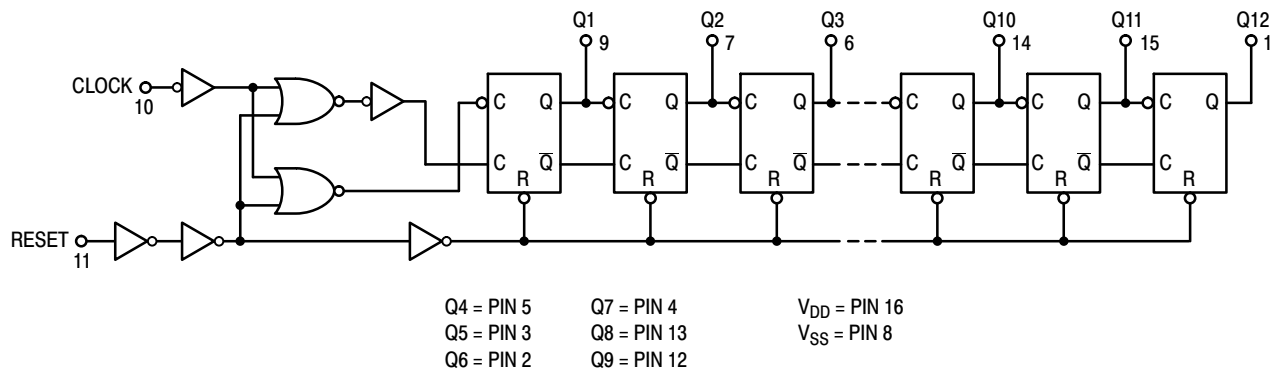 Q1 Q2 Q3 Q10 Q11 Q12
9 7 6 14 15 1
CLOCK
10
C Q C Q C Q C Q C Q C Q
C Q̅ C Q̅ C Q̅ C Q̅ C Q̅ C
R R R R R R
RESET
11
Q4 = PIN 5 Q7 = PIN 4 V_DD = PIN 16
Q5 = PIN 3 Q8 = PIN 13 V_SS = PIN 8
Q6 = PIN 2 Q9 = PIN 12